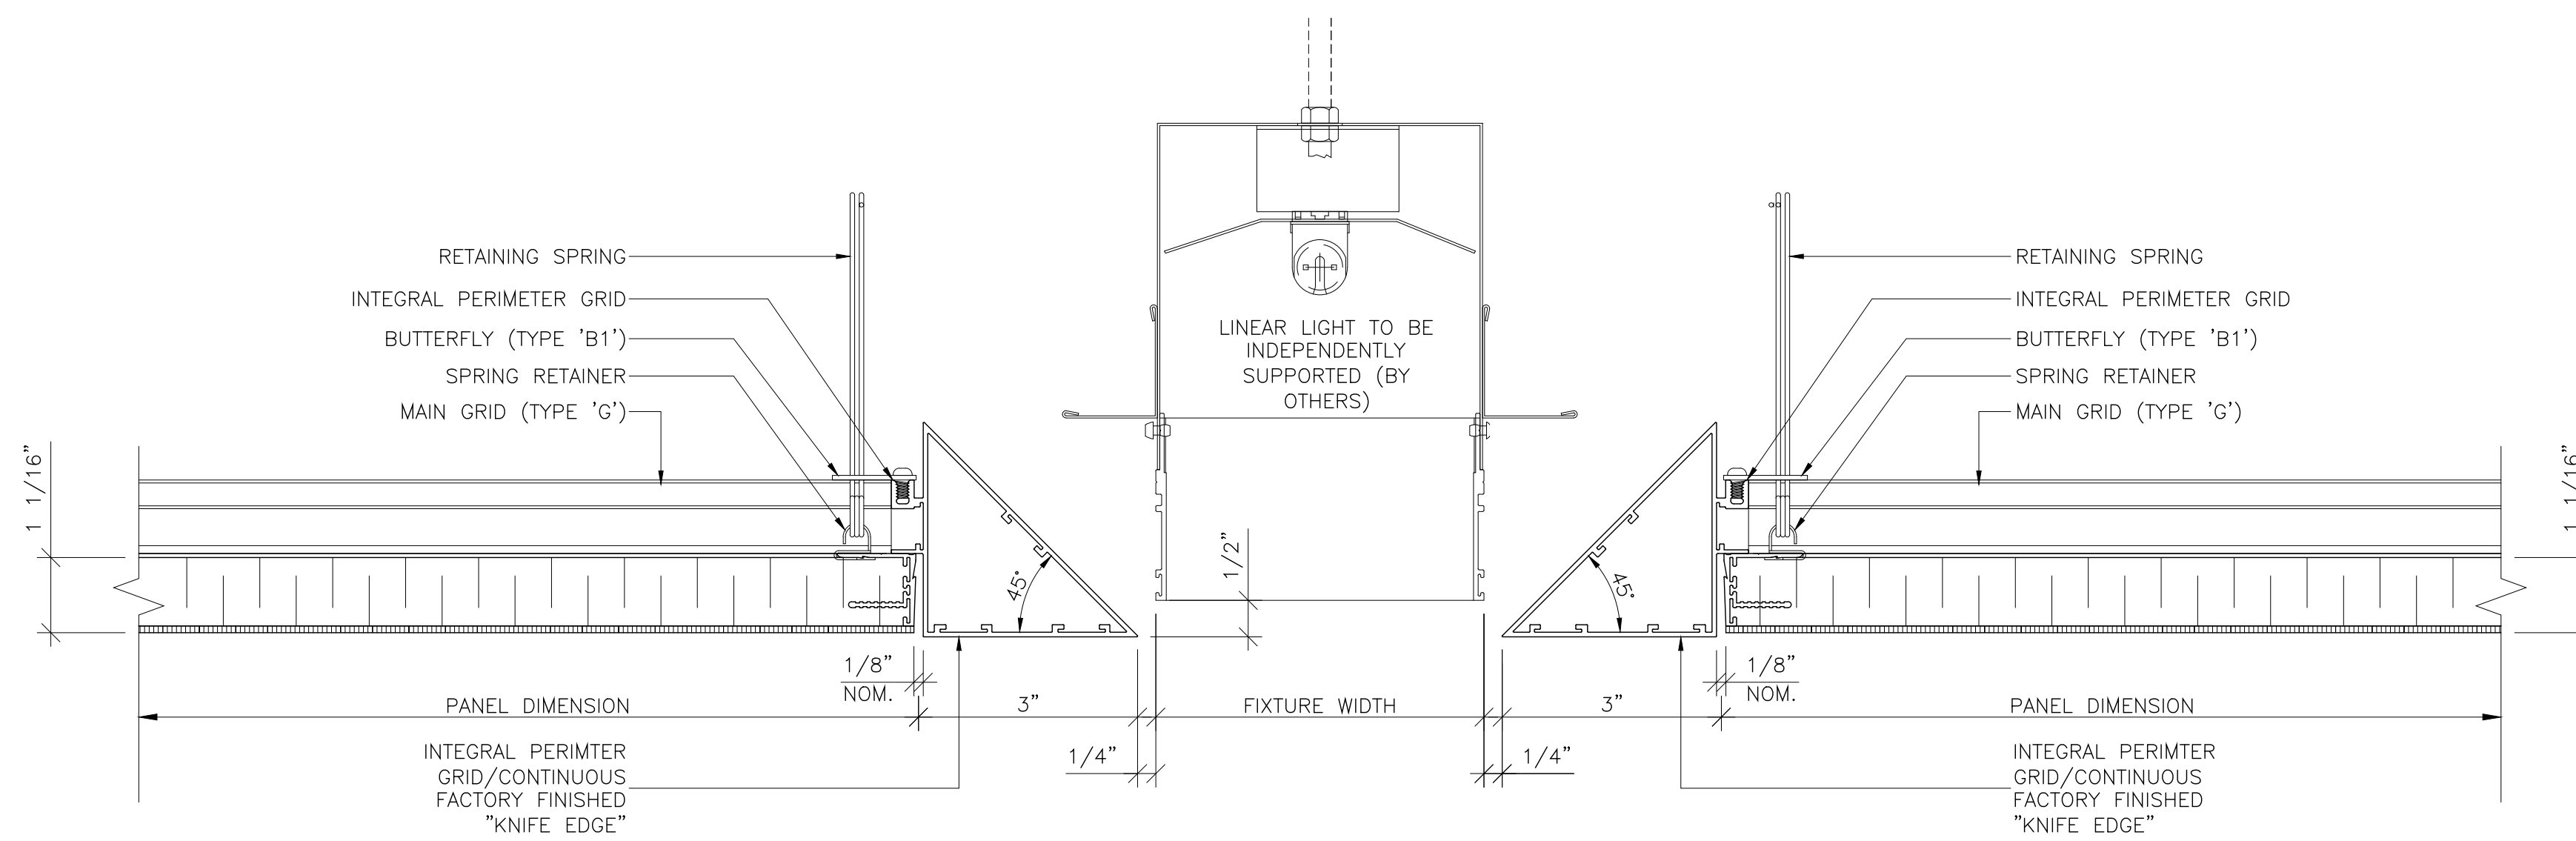 RETAINING SPRING
INTEGRAL PERIMETER GRID
BUTTERFLY (TYPE 'B1')
SPRING RETAINER
MAIN GRID (TYPE 'G')
LINEAR LIGHT TO BE
INDEPENDENTLY
SUPPORTED (BY
OTHERS)
RETAINING SPRING
INTEGRAL PERIMETER GRID
BUTTERFLY (TYPE 'B1')
SPRING RETAINER
MAIN GRID (TYPE 'G')
1 1/16"
45°
1/2"
45°
1 1/16"
1/8"
NOM.
1/8"
NOM.
PANEL DIMENSION
3"
FIXTURE WIDTH
3"
PANEL DIMENSION
1/4"
1/4"
INTEGRAL PERIMTER
GRID/CONTINUOUS
FACTORY FINISHED
"KNIFE EDGE"
INTEGRAL PERIMTER
GRID/CONTINUOUS
FACTORY FINISHED
"KNIFE EDGE"